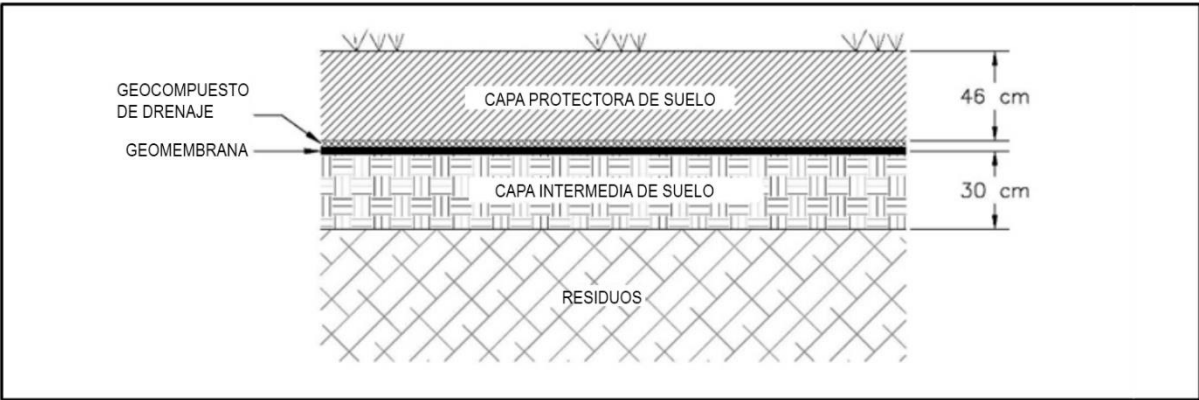 GEOCOMPUESTO
DE DRENAJE
GEOMEMBRANA
CAPA PROTECTORA DE SUELO
46 cm
CAPA INTERMEDIA DE SUELO
30 cm
RESIDUOS